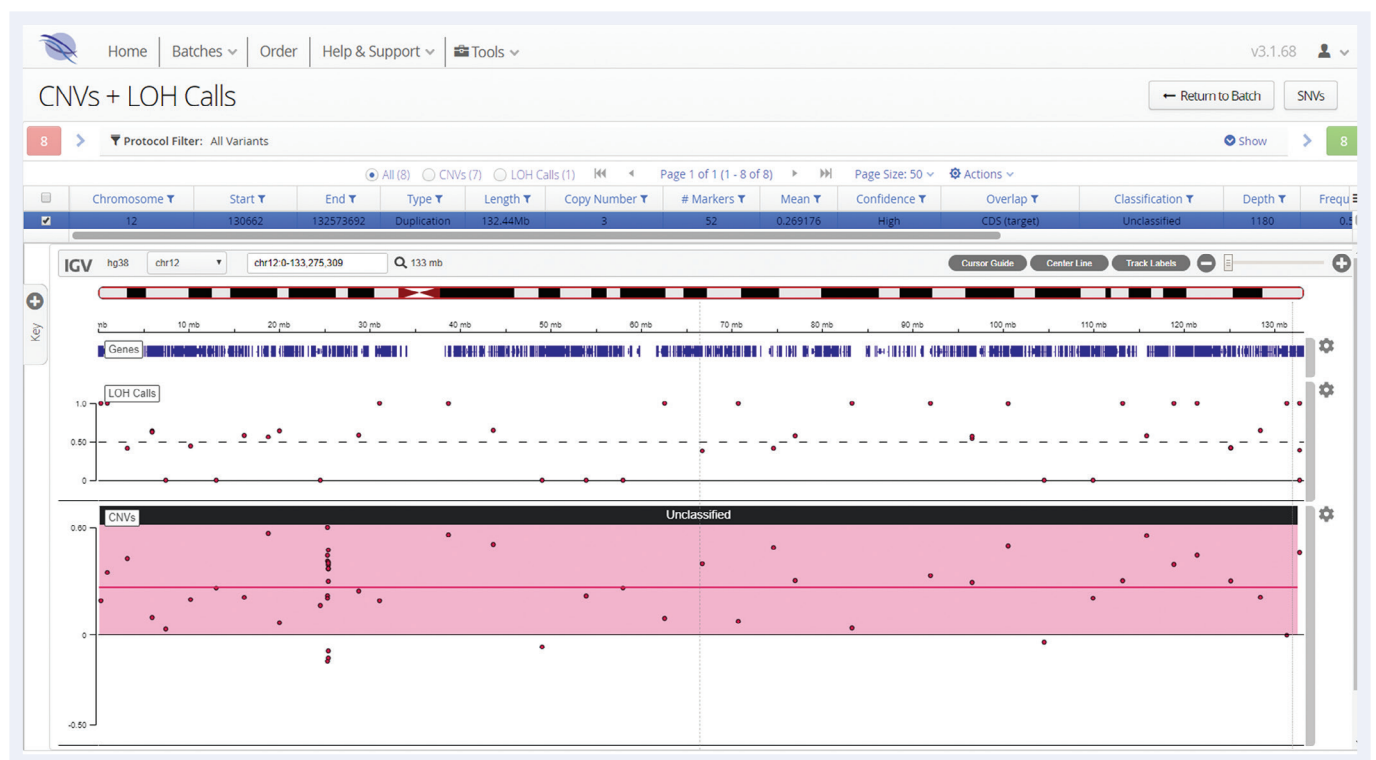 Home Batches Order Help & Support Tools v3.1.68
CNVs + LOH Calls
Return to Batch SNVs
8 Protocol Filter: All Variants Show 8
All (8) CNVs (7) LOH Calls (1) Page 1 of 1 (1 - 8 of 8) Page Size: 50 Actions
Chromosome Start End Type Length Copy Number # Markers Mean Confidence Overlap Classification Depth Frequ
12 130662 132573692 Duplication 132.44Mb 3 52 0.269176 High CDS (target) Unclassified 1180 0.5
IGV hg38 chr12 chr12:0-133,275,309 133 mb Cursor Guide Center Line Track Labels
Key
mb 10 mb 20 mb 30 mb 40 mb 50 mb 60 mb 70 mb 80 mb 90 mb 100 mb 110 mb 120 mb 130 mb
Genes
LOH Calls
1.0
0.50
0
CNVs Unclassified
0.60
0
-0.50